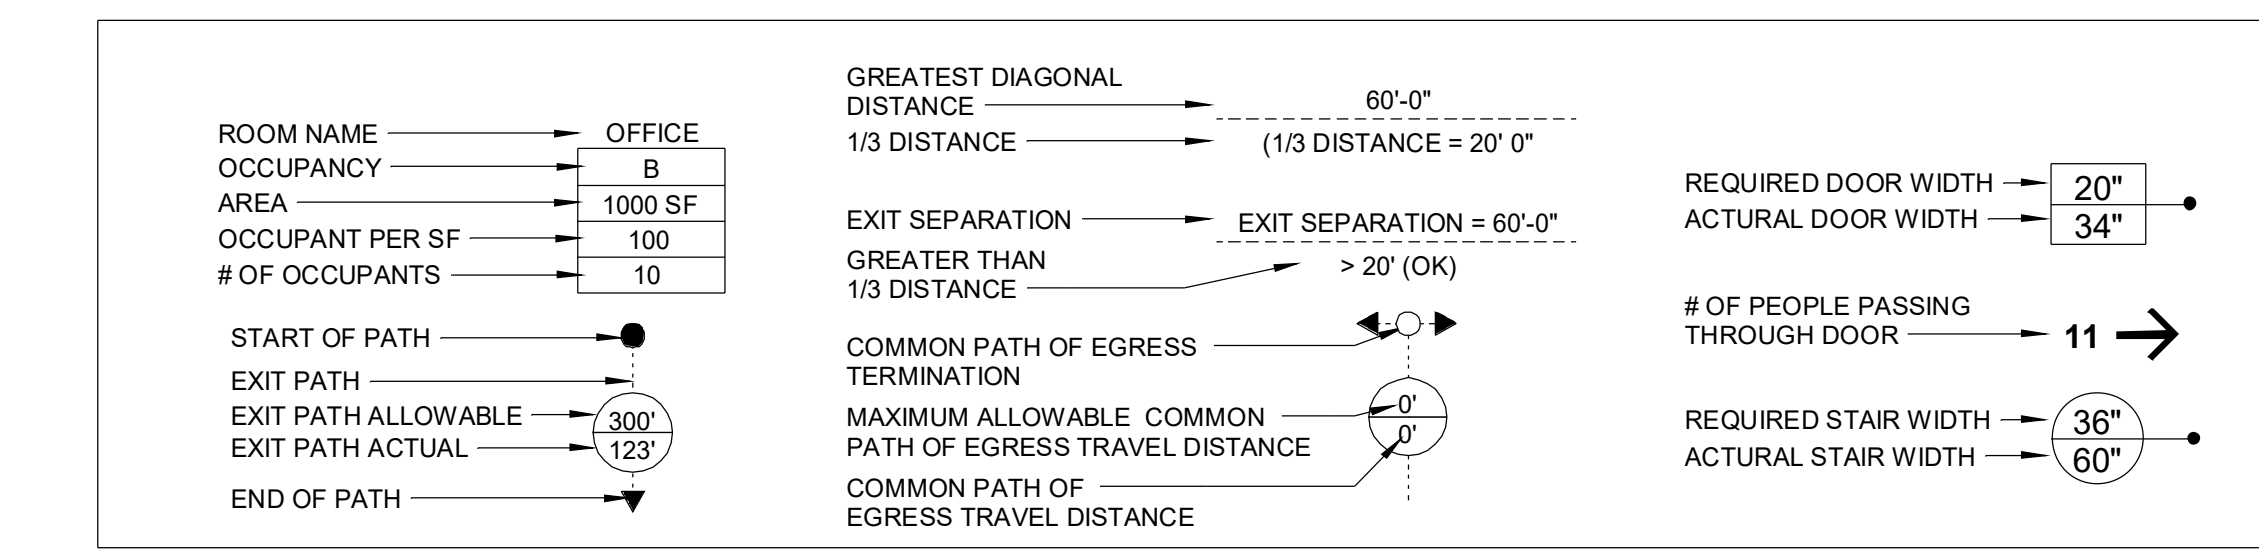 ROOM NAME OFFICE
OCCUPANCY B
AREA 1000 SF
OCCUPANT PER SF 100
# OF OCCUPANTS 10
START OF PATH
EXIT PATH
EXIT PATH ALLOWABLE 300'
EXIT PATH ACTUAL 123'
END OF PATH
GREATEST DIAGONAL
DISTANCE 60'-0"
1/3 DISTANCE (1/3 DISTANCE = 20' 0"
EXIT SEPARATION EXIT SEPARATION = 60'-0"
GREATER THAN
1/3 DISTANCE > 20' (OK)
COMMON PATH OF EGRESS
TERMINATION
MAXIMUM ALLOWABLE COMMON 0'
PATH OF EGRESS TRAVEL DISTANCE 0'
COMMON PATH OF
EGRESS TRAVEL DISTANCE
REQUIRED DOOR WIDTH 20"
ACTURAL DOOR WIDTH 34"
# OF PEOPLE PASSING
THROUGH DOOR 11
REQUIRED STAIR WIDTH 36"
ACTURAL STAIR WIDTH 60"